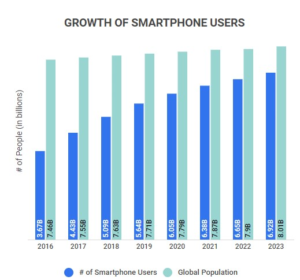 GROWTH OF SMARTPHONE USERS
# of People (in billions)
3.67B 7.46B 4.43B 7.55B 5.09B 7.63B 5.64B 7.71B 6.05B 7.79B 6.38B 7.87B 6.65B 7.9B 6.92B 8.01B
2016 2017 2018 2019 2020 2021 2022 2023
# of Smartphone Users Global Population